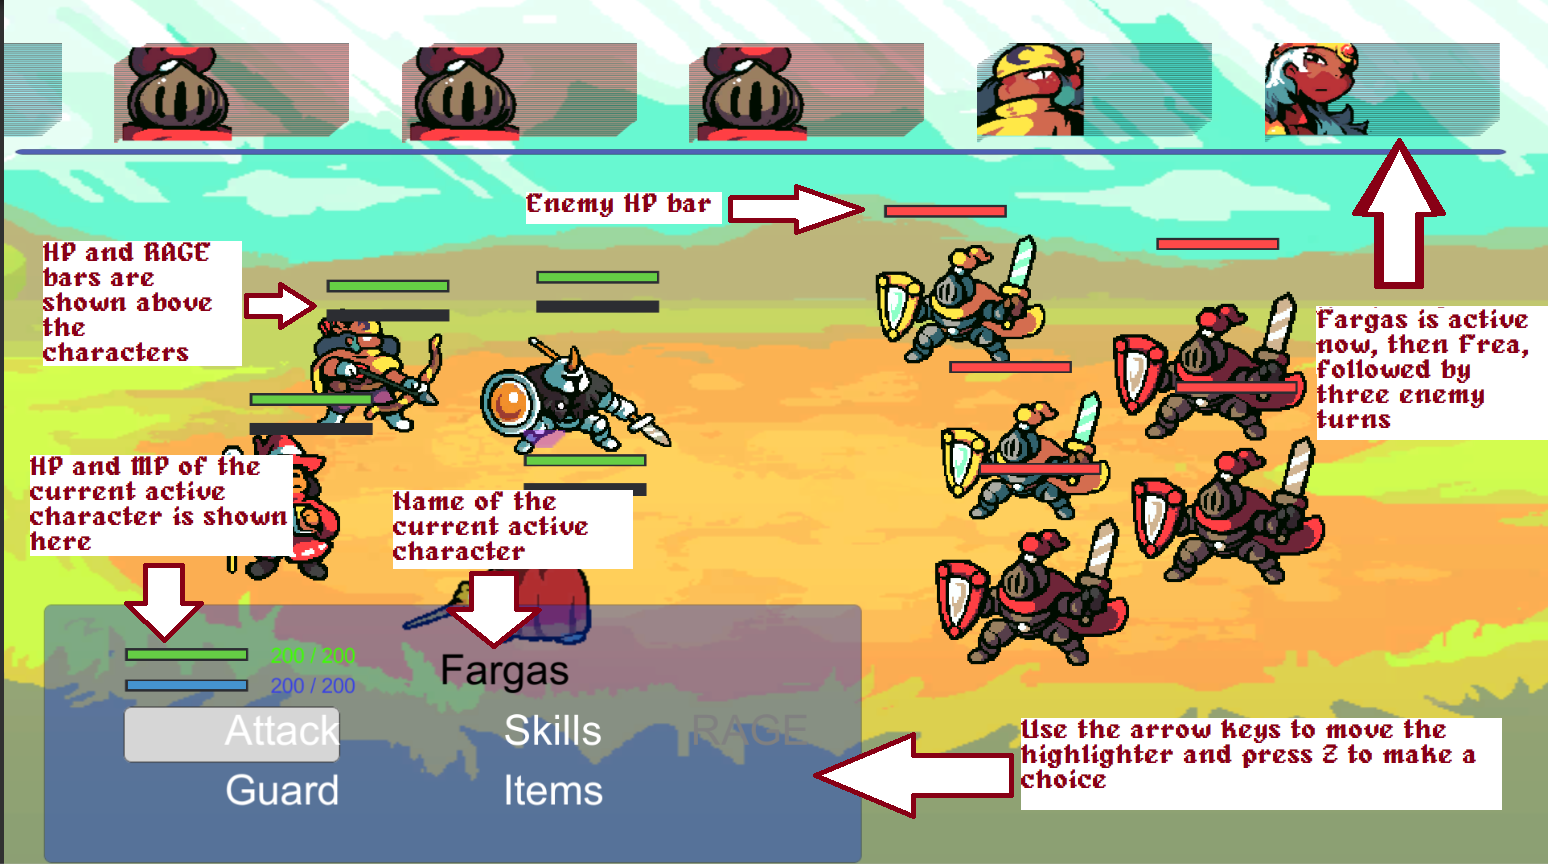 Enemy HP bar
HP and RAGE
bars are
shown above
the
characters
Fargas is active
now, then Frea,
followed by
three enemy
turns
HP and MP of the
current active
character is shown
here
Name of the
current active
character
200 / 200
200 / 200
Fargas
Attack
Skills
RAGE
Guard
Items
Use the arrow keys to move the
highlighter and press Z to make a
choice